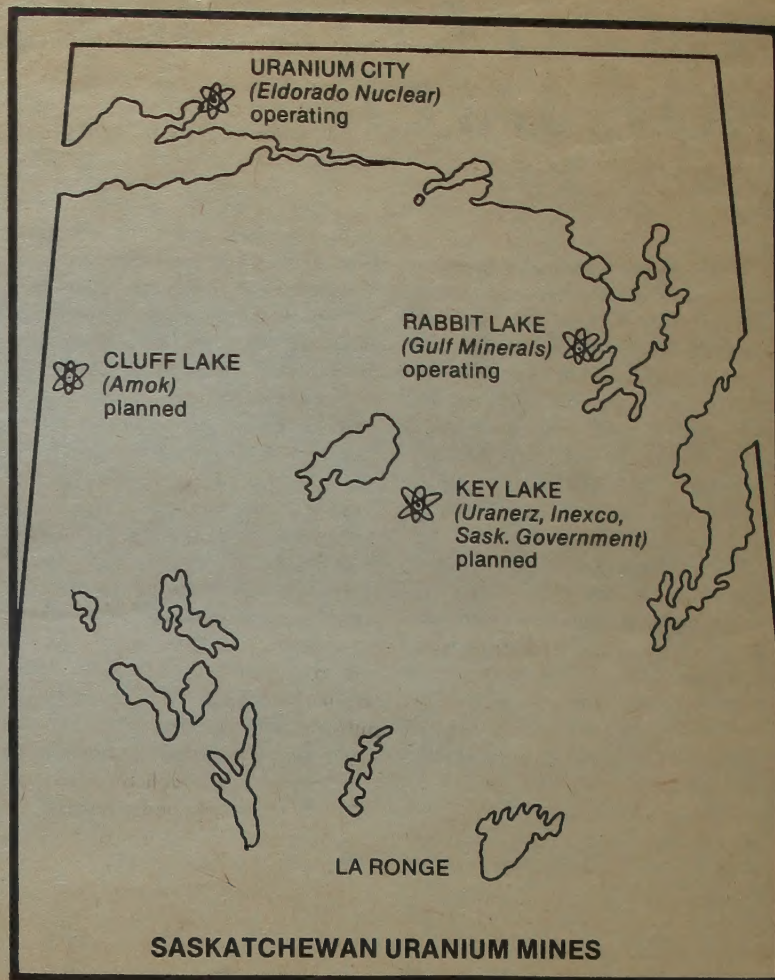 URANIUM CITY
(Eldorado Nuclear)
operating
RABBIT LAKE
(Gulf Minerals)
operating
CLUFF LAKE
(Amok)
planned
KEY LAKE
(Uranerz, Inexco,
Sask. Government)
planned
LA RONGE
SASKATCHEWAN URANIUM MINES